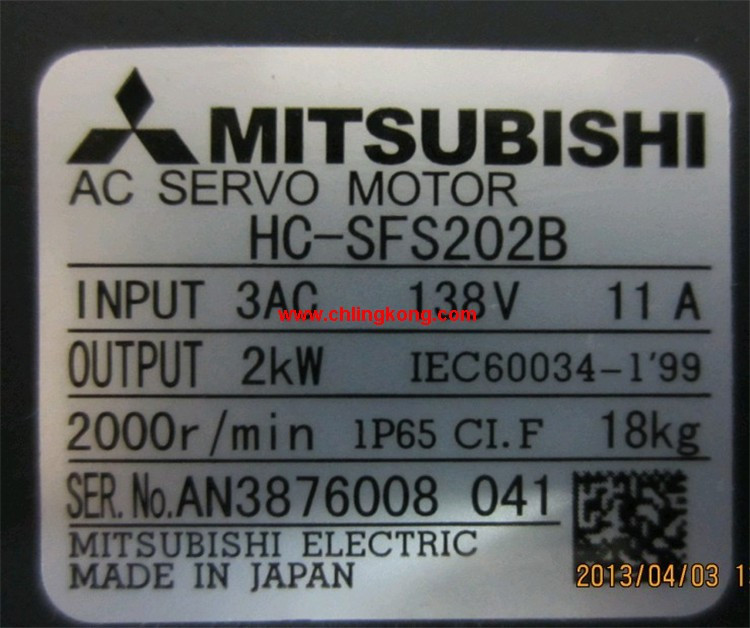 MITSUBISHI
AC SERVO MOTOR
HC-SFS202B
INPUT 3AC 138V 11 A
www.chlingkong.com
OUTPUT 2kW IEC60034-1'99
2000r/min IP65 CI.F 18kg
SER.No.AN3876008 041
MITSUBISHI ELECTRIC
MADE IN JAPAN
2013/04/03 1